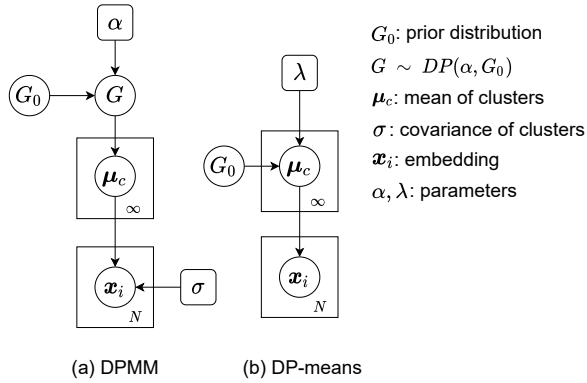 α
G₀
G
μ_c
∞
x_i
N
σ
(a) DPMM
λ
G₀
μ_c
∞
x_i
N
(b) DP-means
G₀: prior distribution
G ~ DP(α, G₀)
μ_c: mean of clusters
σ: covariance of clusters
x_i: embedding
α, λ: parameters